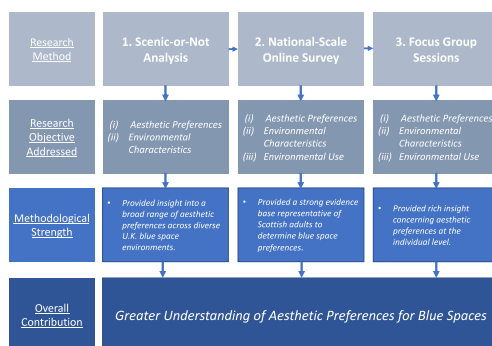 Research
Method
1. Scenic-or-Not
Analysis
2. National-Scale
Online Survey
3. Focus Group
Sessions
Research
Objective
Addressed
(i) Aesthetic Preferences
(ii) Environmental
Characteristics
(i) Aesthetic Preferences
(ii) Environmental
Characteristics
(iii) Environmental Use
(i) Aesthetic Preferences
(ii) Environmental
Characteristics
(iii) Environmental Use
Methodological
Strength
• Provided insight into a
broad range of aesthetic
preferences across diverse
U.K. blue space
environments.
• Provided a strong evidence
base representative of
Scottish adults to
determine blue space
preferences.
• Provided rich insight
concerning aesthetic
preferences at the
individual level.
Overall
Contribution
Greater Understanding of Aesthetic Preferences for Blue Spaces